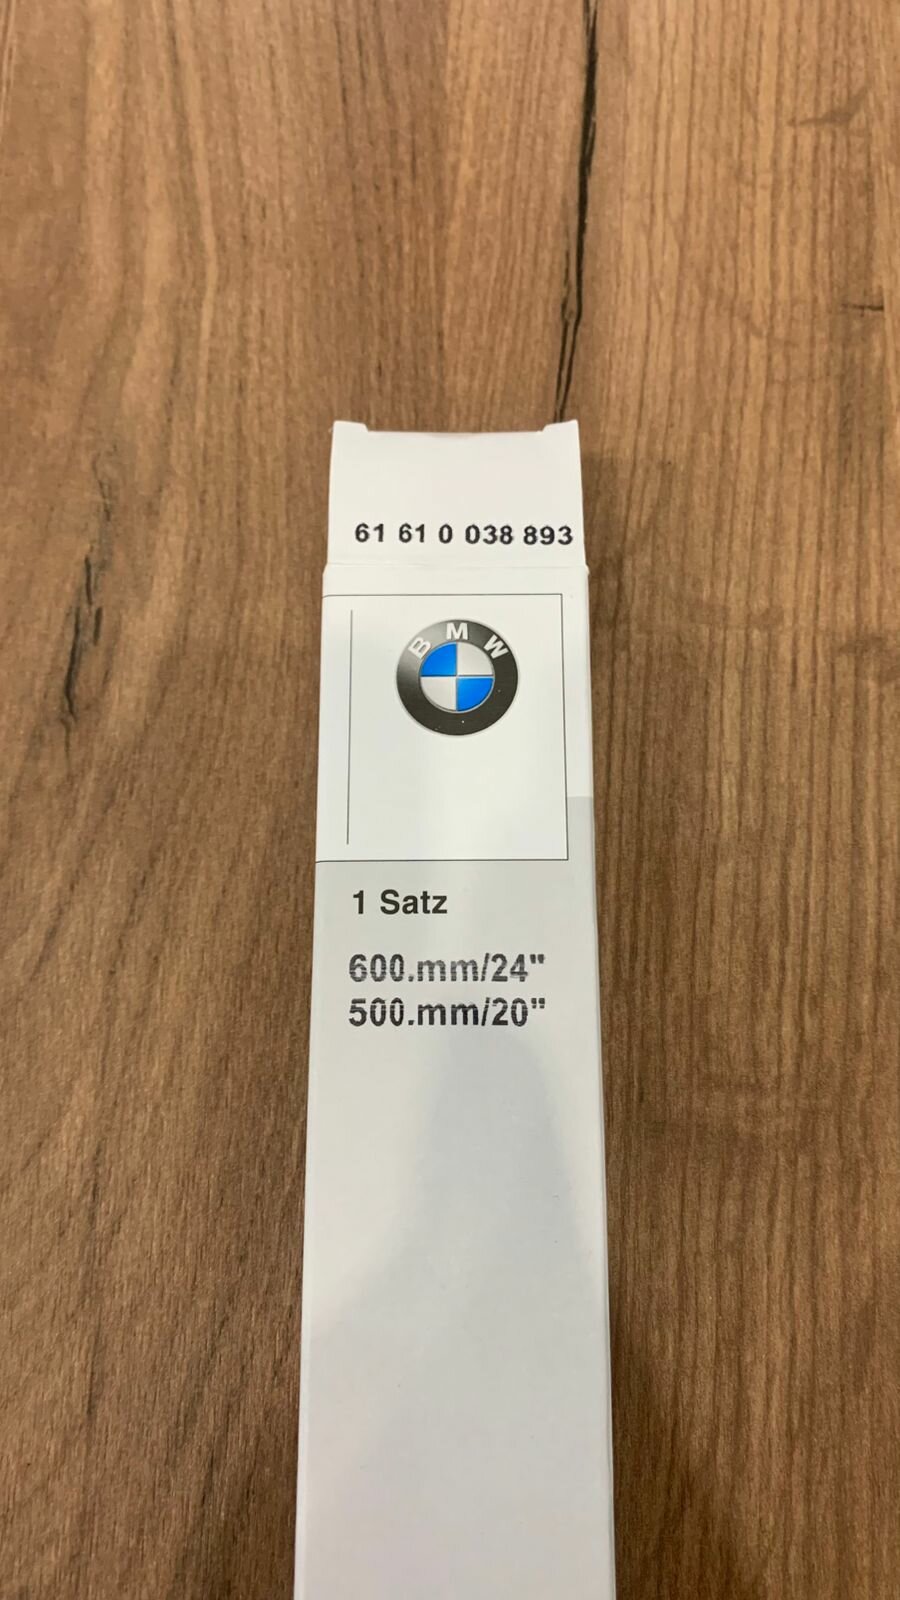 61 61 0 038 893
BMW
1 Satz
600.mm/24"
500.mm/20"